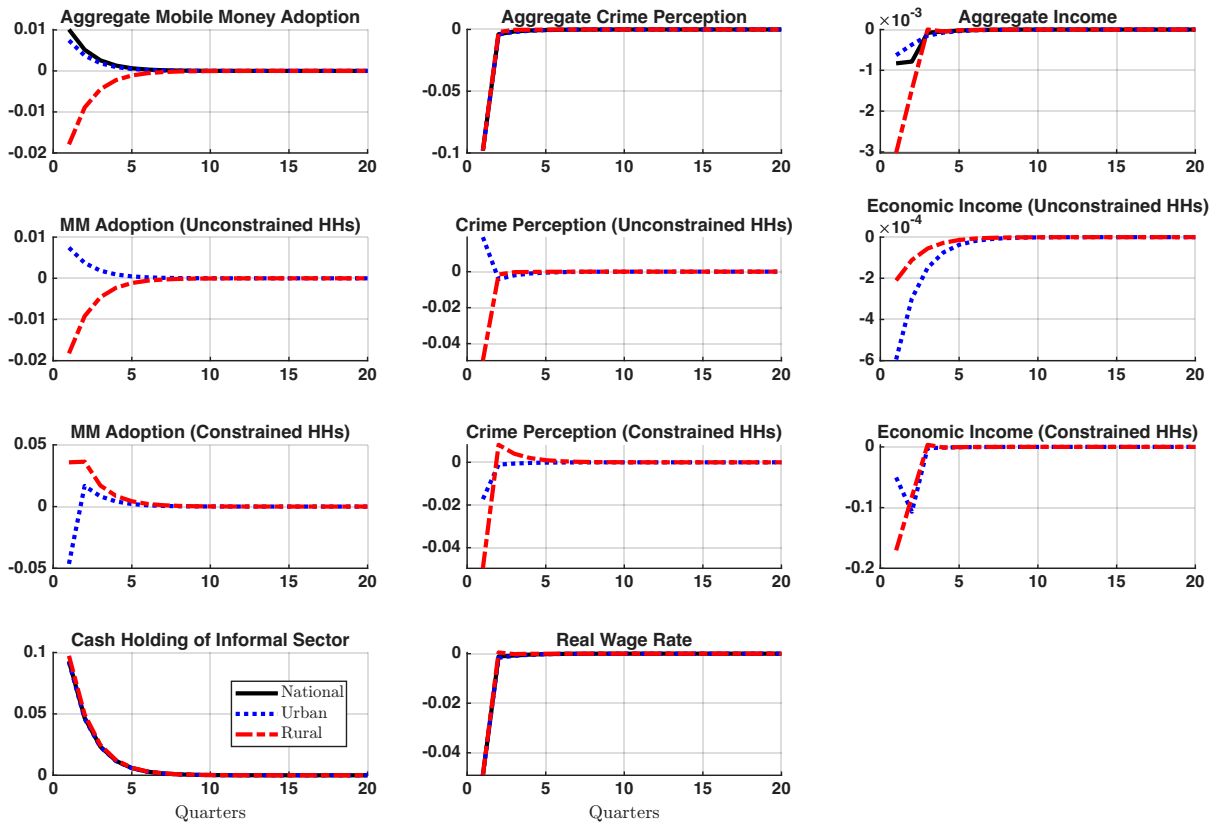 Aggregate Mobile Money Adoption
0.01
0
-0.01
-0.02
0 5 10 15 20
Aggregate Crime Perception
0
-0.05
-0.1
0 5 10 15 20
×10⁻³ Aggregate Income
0
-1
-2
-3
0 5 10 15 20
MM Adoption (Unconstrained HHs)
0.01
0
-0.01
-0.02
0 5 10 15 20
Crime Perception (Unconstrained HHs)
0
-0.02
-0.04
0 5 10 15 20
Economic Income (Unconstrained HHs)
×10⁻⁴
0
-2
-4
-6
0 5 10 15 20
MM Adoption (Constrained HHs)
0.05
0
-0.05
0 5 10 15 20
Crime Perception (Constrained HHs)
0
-0.02
-0.04
0 5 10 15 20
Economic Income (Constrained HHs)
0
-0.1
-0.2
0 5 10 15 20
Cash Holding of Informal Sector
0.1
0.05
0
National
Urban
Rural
0 5 10 15 20
Quarters
Real Wage Rate
0
-0.02
-0.04
0 5 10 15 20
Quarters